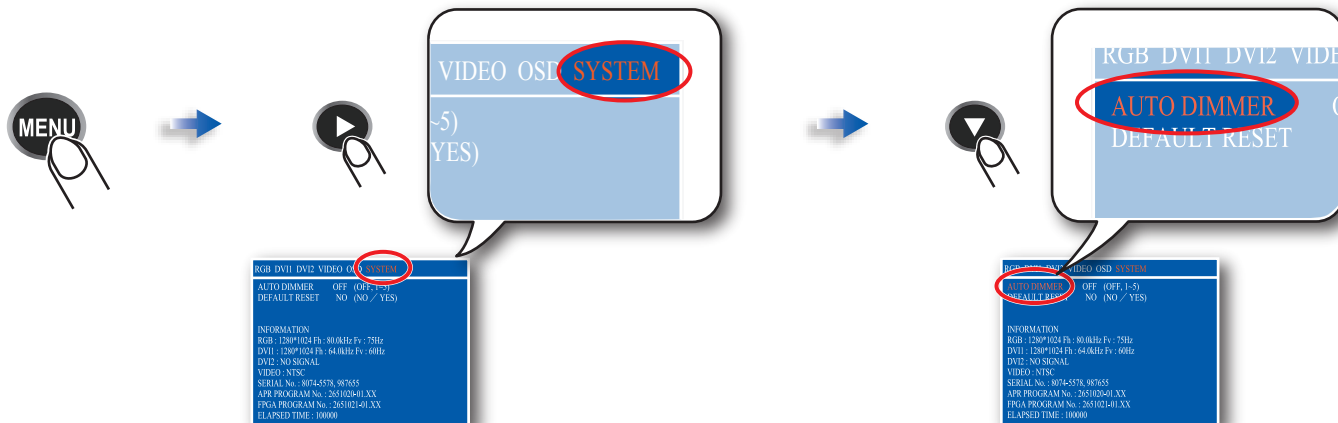 MENU
VIDEO OSD SYSTEM
~5)
YES)
RGB DVI1 DVI2 VIDEO OSD SYSTEM
AUTO DIMMER OFF (OFF, 1~5)
DEFAULT RESET NO (NO / YES)
INFORMATION
RGB : 1280*1024 Fh : 80.0kHz Fv : 75Hz
DVI1 : 1280*1024 Fh : 64.0kHz Fv : 60Hz
DVI2 : NO SIGNAL
VIDEO : NTSC
SERIAL No. : 8074-5578, 987655
APR PROGRAM No. : 2651020-01.XX
FPGA PROGRAM No. : 2651021-01.XX
ELAPSED TIME : 100000
RGB DVI1 DVI2 VIDE
AUTO DIMMER
DEFAULT RESET
RGB DVI1 DVI2 VIDEO OSD SYSTEM
AUTO DIMMER OFF (OFF, 1~5)
DEFAULT RESET NO (NO / YES)
INFORMATION
RGB : 1280*1024 Fh : 80.0kHz Fv : 75Hz
DVI1 : 1280*1024 Fh : 64.0kHz Fv : 60Hz
DVI2 : NO SIGNAL
VIDEO : NTSC
SERIAL No. : 8074-5578, 987655
APR PROGRAM No. : 2651020-01.XX
FPGA PROGRAM No. : 2651021-01.XX
ELAPSED TIME : 100000